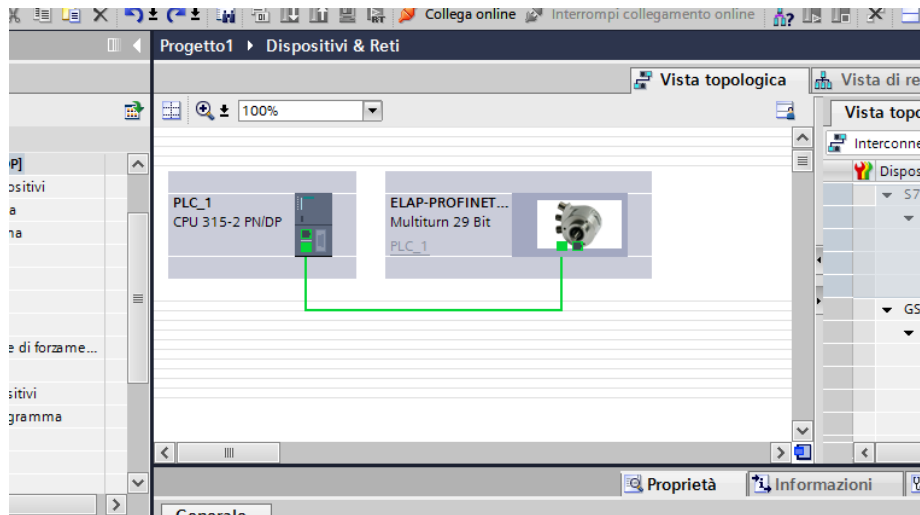 Collega online
Interrompi collegamento online
Progetto1
Dispositivi & Reti
Vista topologica
Vista di re
100%
Vista topo
Interconne
Dispos
P]
ositivi
a
na
S7
PLC_1
CPU 315-2 PN/DP
ELAP-PROFINET...
Multiturn 29 Bit
PLC_1
GS
e di forzame...
sitivi
gramma
Proprietà
Informazioni
Generale